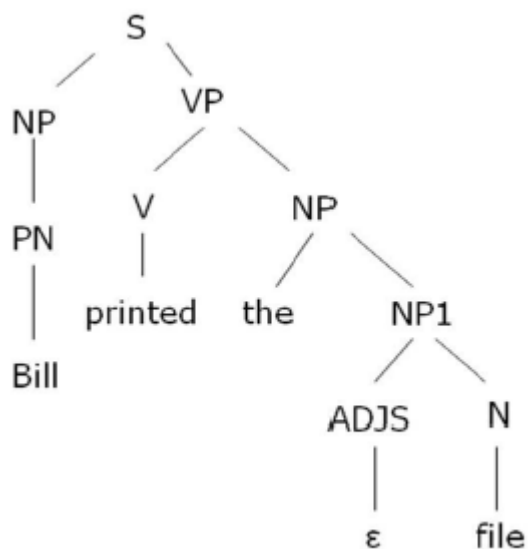 S
NP VP
V NP
PN
printed the NP1
Bill
ADJS N
ε file